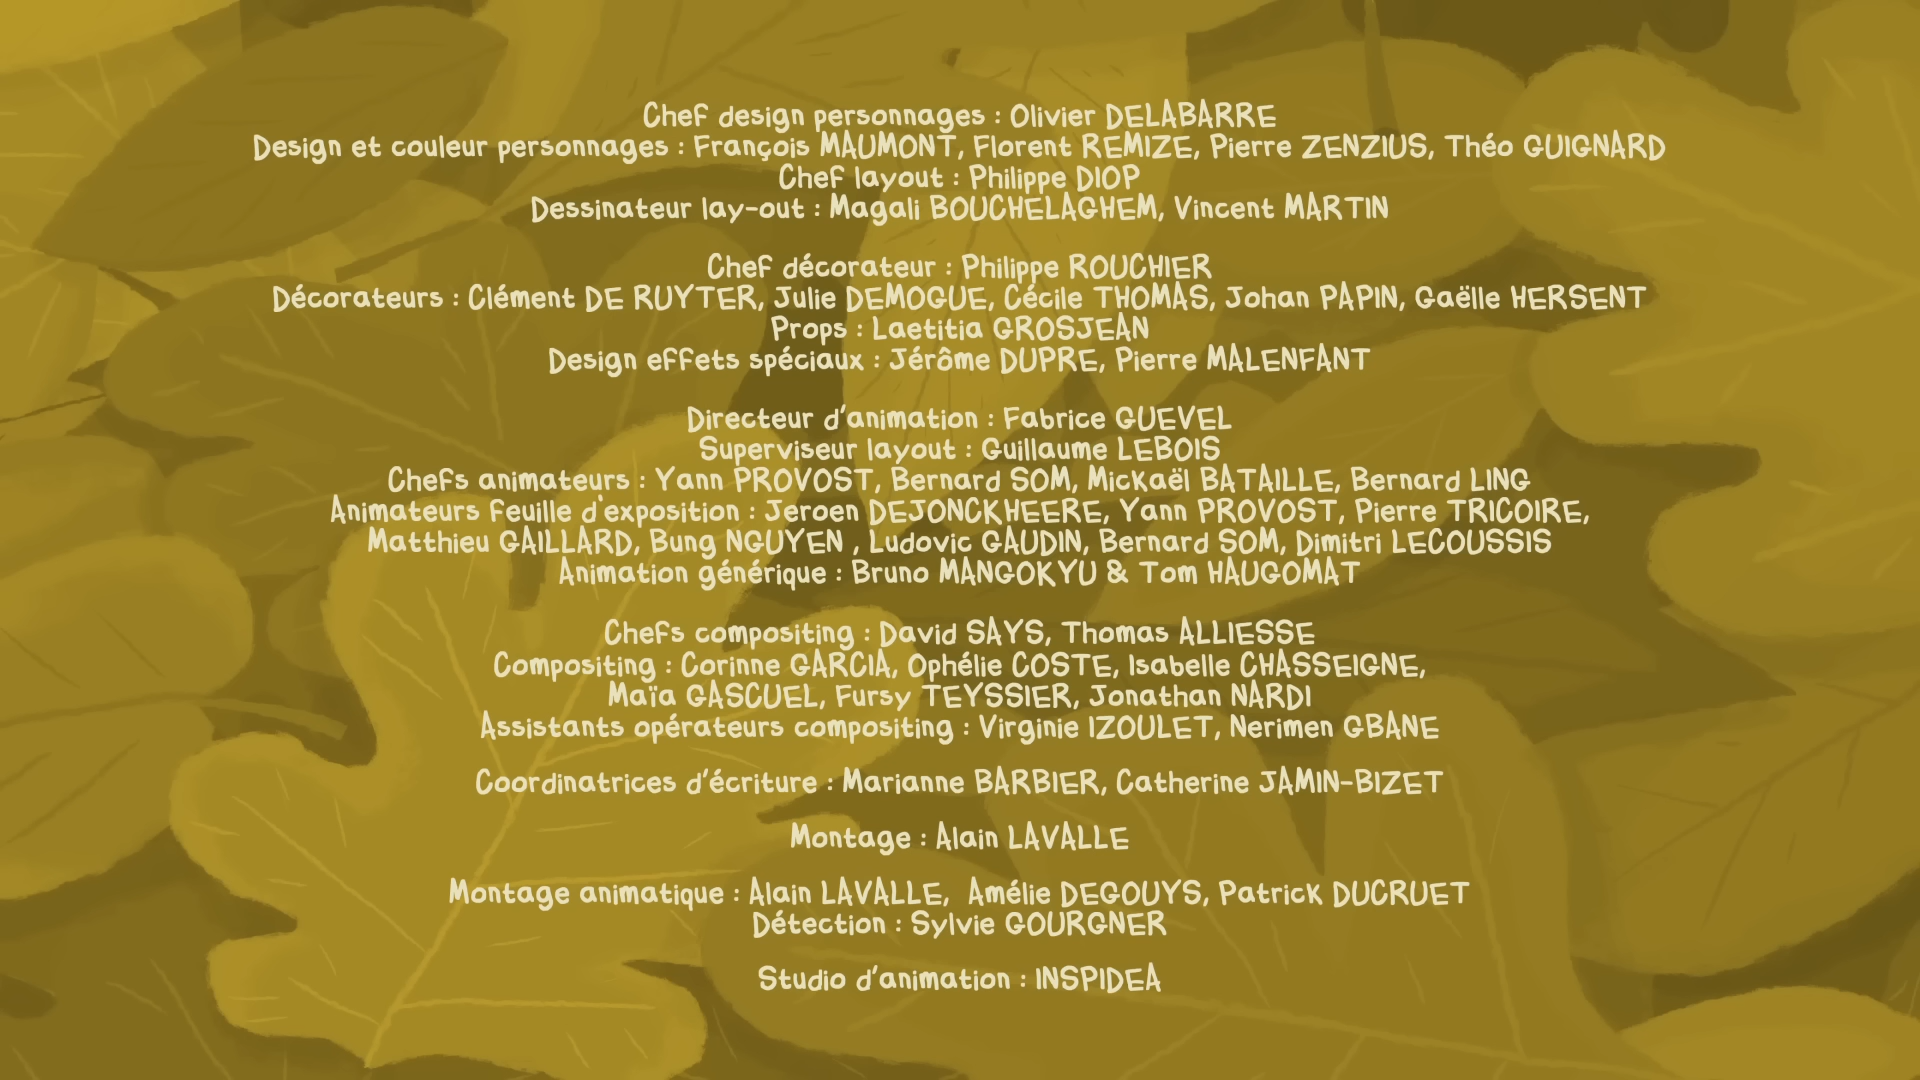 Chef design personnages : Olivier DELABARRE
Design et couleur personnages : François MAUMONT, Florent REMIZE, Pierre ZENZIUS, Théo GUIGNARD
Chef layout : Philippe DIOP
Dessinateur lay-out : Magali BOUCHELAGHEM, Vincent MARTIN
Chef décorateur : Philippe ROUCHIER
Décorateurs : Clément DE RUYTER, Julie DEMOGUE, Cécile THOMAS, Johan PAPIN, Gaëlle HERSENT
Props : Laetitia GROSJEAN
Design effets spéciaux : Jérôme DUPRE, Pierre MALENFANT
Directeur d'animation : Fabrice GUEVEL
Superviseur layout : Guillaume LEBOIS
Chefs animateurs : Yann PROVOST, Bernard SOM, Mickaël BATAILLE, Bernard LING
Animateurs feuille d'exposition : Jeroen DEJONCKHEERE, Yann PROVOST, Pierre TRICOIRE,
Matthieu GAILLARD, Bung NGUYEN , Ludovic GAUDIN, Bernard SOM, Dimitri LECOUSSIS
Animation générique : Bruno MANGOKYU & Tom HAUGOMAT
Chefs compositing : David SAYS, Thomas ALLIESSE
Compositing : Corinne GARCIA, Ophélie COSTE, Isabelle CHASSEIGNE,
Maïa GASCUEL, Fursy TEYSSIER, Jonathan NARDI
Assistants opérateurs compositing : Virginie IZOULET, Nerimen GBANE
Coordinatrices d'écriture : Marianne BARBIER, Catherine JAMIN-BIZET
Montage : Alain LAVALLE
Montage animatique : Alain LAVALLE,  Amélie DEGOUYS, Patrick DUCRUET
Détection : Sylvie GOURGNER
Studio d'animation : INSPIDEA